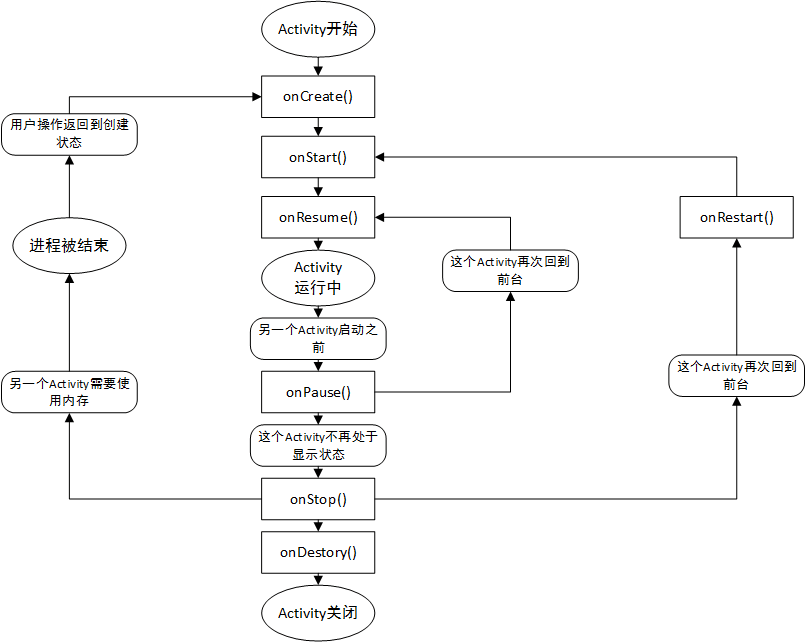 Activity开始
onCreate()
用户操作返回到创建
状态
onStart()
onResume()
onRestart()
进程被结束
Activity
运行中
这个Activity再次回到
前台
另一个Activity启动之
前
这个Activity再次回到
前台
另一个Activity需要使
用内存
onPause()
这个Activity不再处于
显示状态
onStop()
onDestory()
Activity关闭